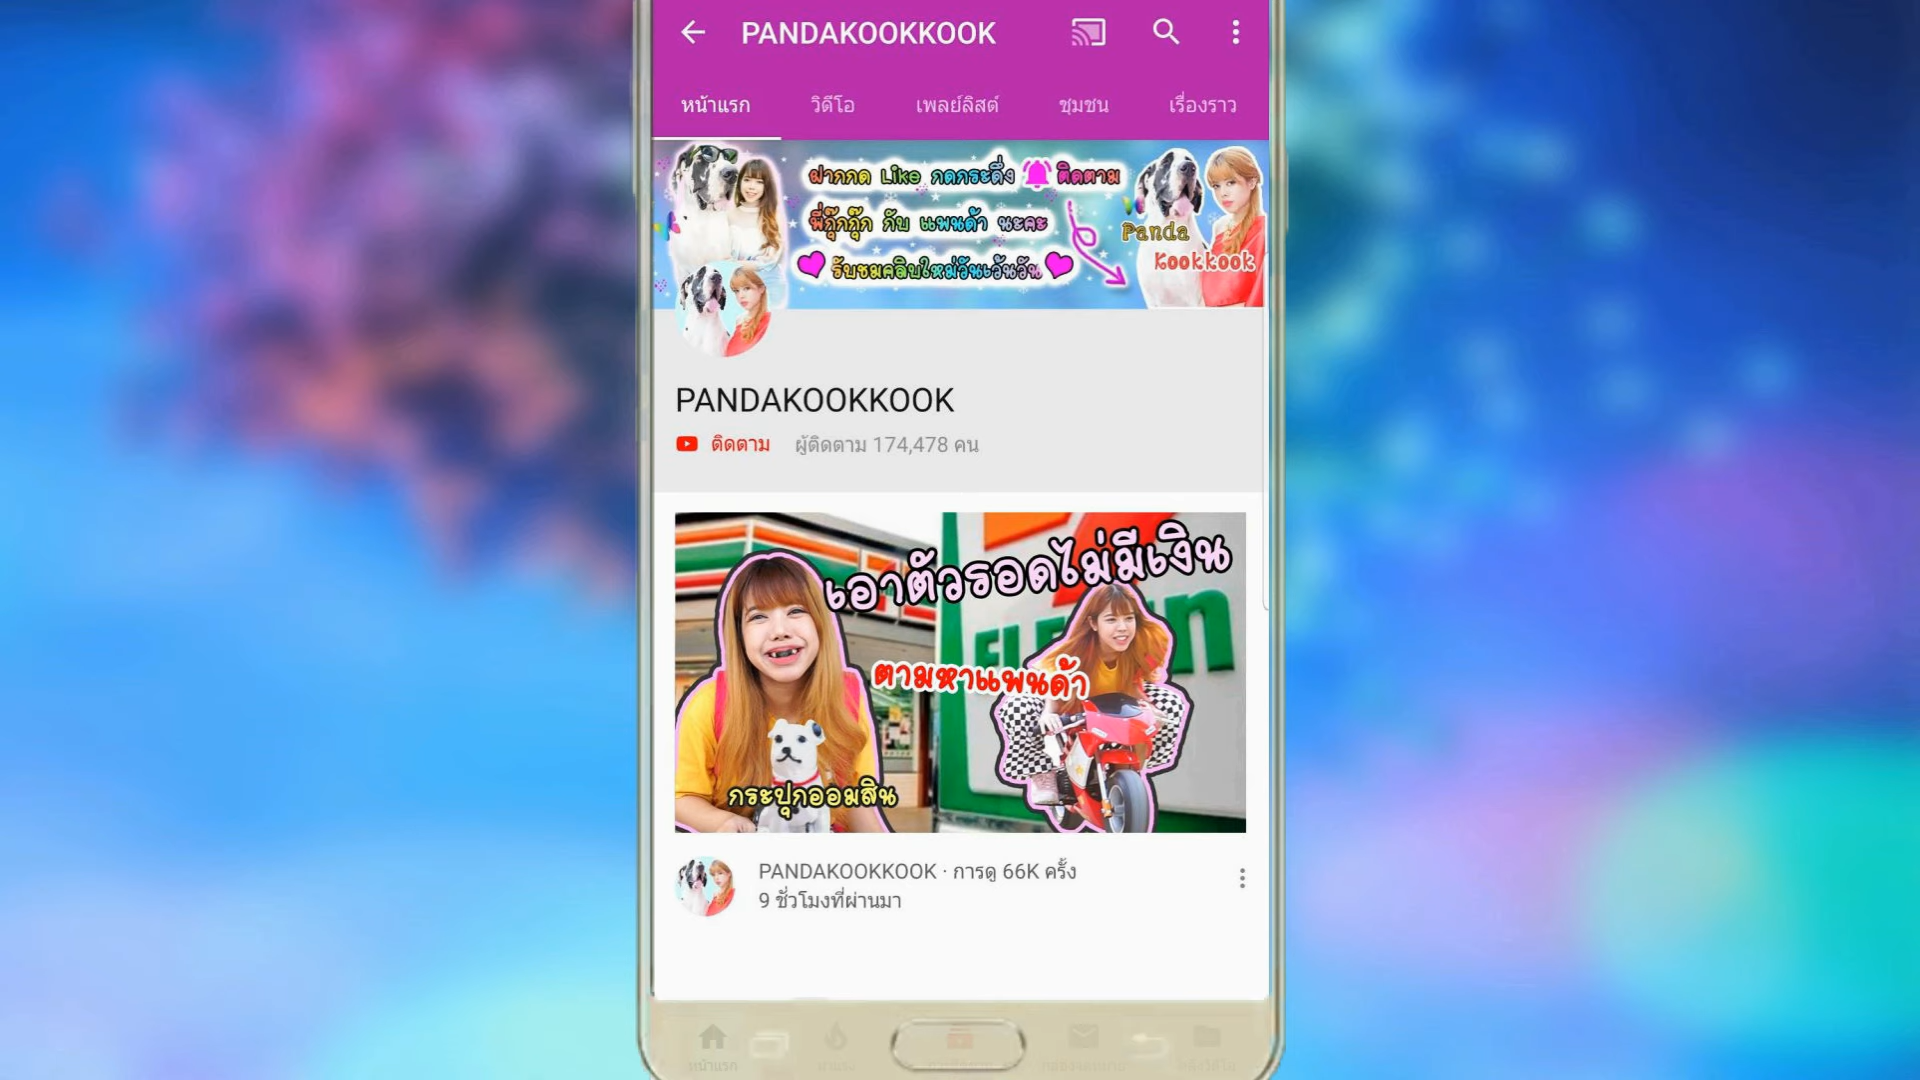 PANDAKOOKKOOK
หน้าแรก วิดีโอ เพลย์ลิสต์ ชุมชน เรื่องราว
ฝากกด Like กดกระดิ่ง ติดตาม
พี่กุ๊กกุ๊ก กับ แพนด้า นะคะ
รับชมคลิปใหม่วันเว้นวัน
Panda
Kookkook
PANDAKOOKKOOK
ติดตาม ผู้ติดตาม 174,478 คน
เอาตัวรอดไม่มีเงิน
ตามหาแพนด้า
กระปุกออมสิน
PANDAKOOKKOOK · การดู 66K ครั้ง
9 ชั่วโมงที่ผ่านมา
หน้าแรก